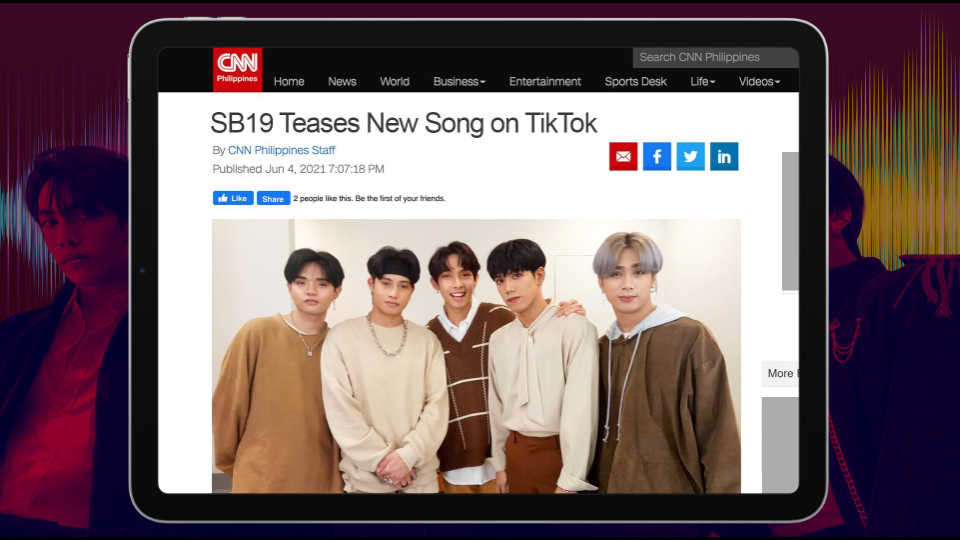 CNN
Philippines
Search CNN Philippines
Home News World Business Entertainment Sports Desk Life Videos
SB19 Teases New Song on TikTok
By CNN Philippines Staff
Published Jun 4, 2021 7:07:18 PM
f
in
Like Share 2 people like this. Be the first of your friends.
More